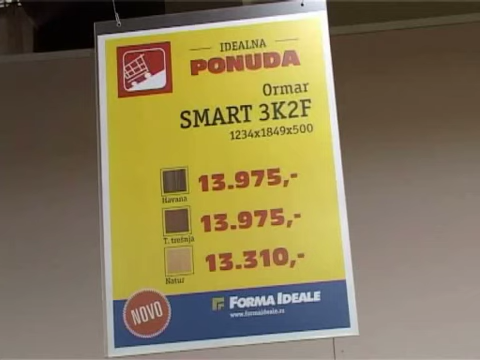 IDEALNA
PONUDA
Ormar
SMART 3K2F
1234x1849x500
Havana
13.975,-
T. trešnja
13.975,-
Natur
13.310,-
NOVO
FORMA IDEALE
www.formaideale.rs